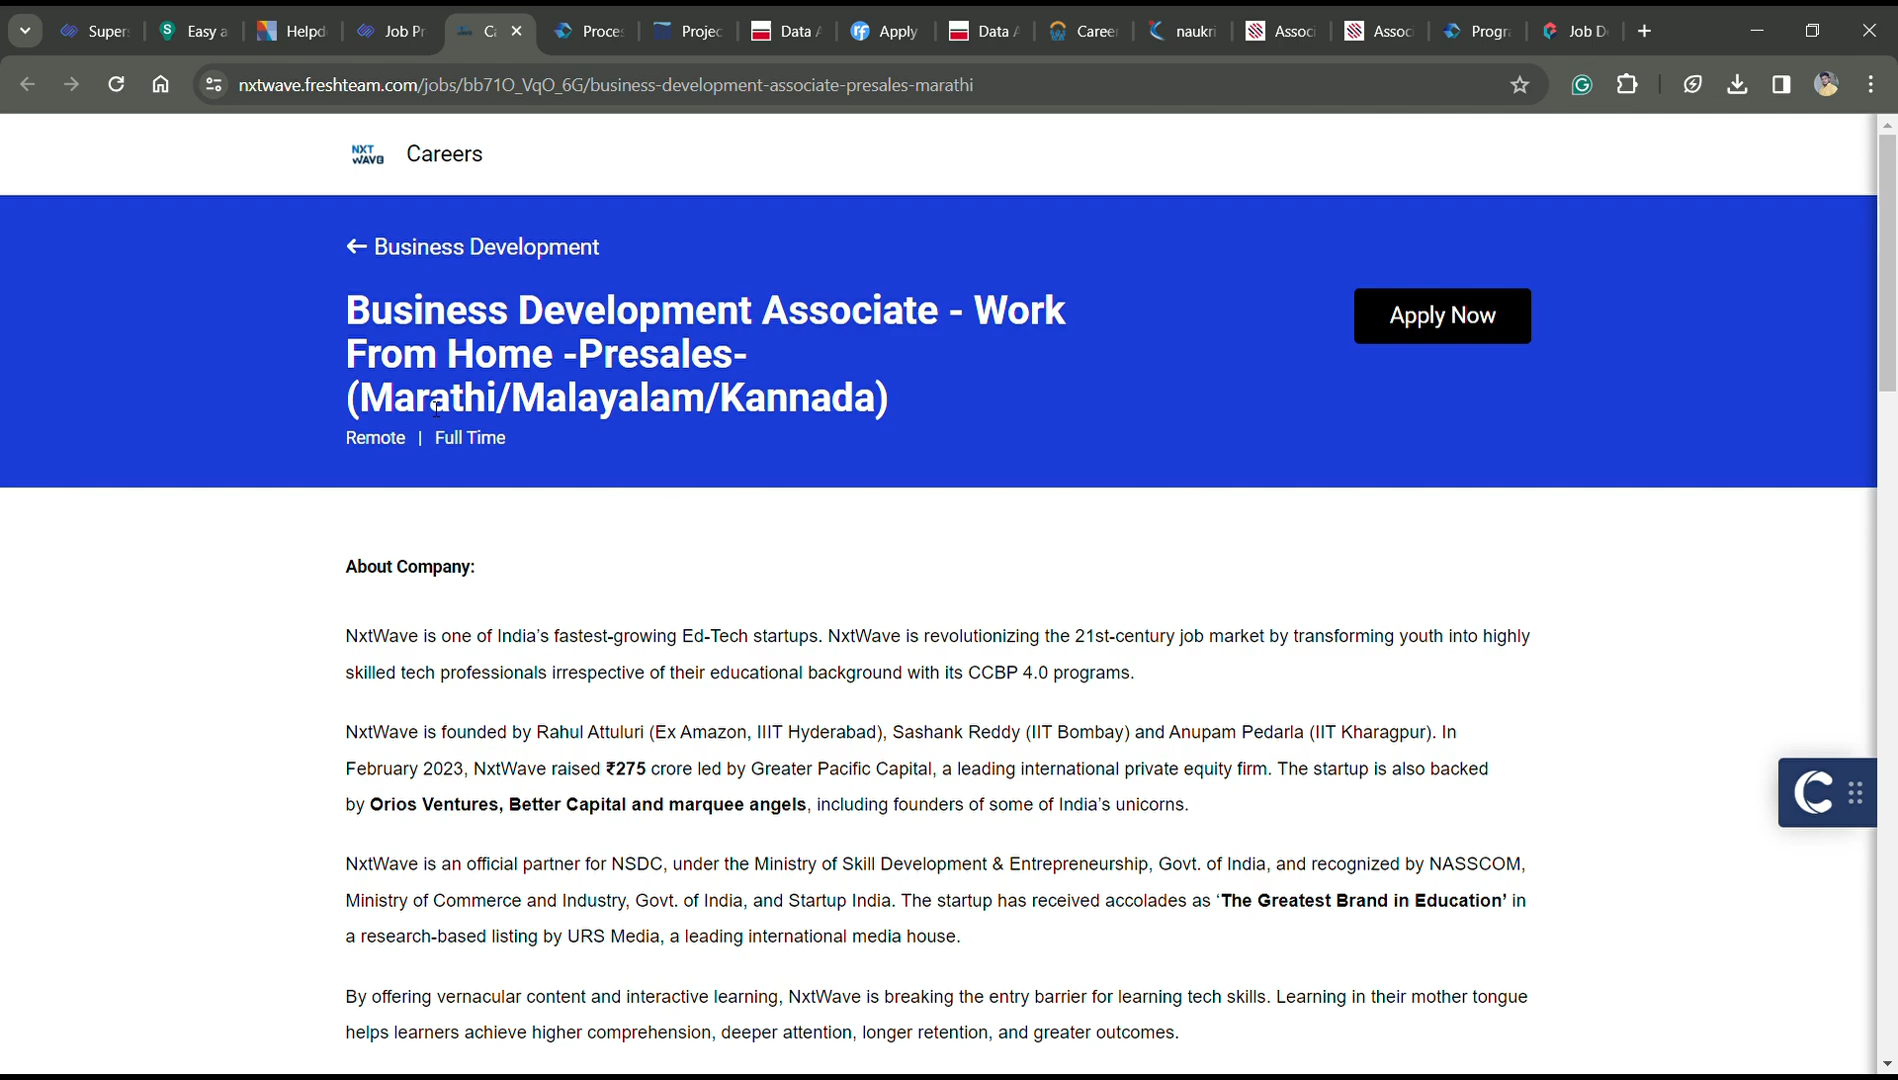 Super
Easy a
Helpd
Job Pr
Ca
Proce
Projec
Data A
Apply
Data A
Caree
naukri
Associ
Assoc
Progra
Job D
nxtwave.freshteam.com/jobs/bb71O_VqO_6G/business-development-associate-presales-marathi
NXT WAVE Careers
← Business Development
Business Development Associate - Work
From Home -Presales-
(Marathi/Malayalam/Kannada)
Remote | Full Time
Apply Now
About Company:
NxtWave is one of India’s fastest-growing Ed-Tech startups. NxtWave is revolutionizing the 21st-century job market by transforming youth into highly
skilled tech professionals irrespective of their educational background with its CCBP 4.0 programs.
NxtWave is founded by Rahul Attuluri (Ex Amazon, IIIT Hyderabad), Sashank Reddy (IIT Bombay) and Anupam Pedarla (IIT Kharagpur). In
February 2023, NxtWave raised ₹275 crore led by Greater Pacific Capital, a leading international private equity firm. The startup is also backed
by Orios Ventures, Better Capital and marquee angels, including founders of some of India’s unicorns.
NxtWave is an official partner for NSDC, under the Ministry of Skill Development & Entrepreneurship, Govt. of India, and recognized by NASSCOM,
Ministry of Commerce and Industry, Govt. of India, and Startup India. The startup has received accolades as ‘The Greatest Brand in Education’ in
a research-based listing by URS Media, a leading international media house.
By offering vernacular content and interactive learning, NxtWave is breaking the entry barrier for learning tech skills. Learning in their mother tongue
helps learners achieve higher comprehension, deeper attention, longer retention, and greater outcomes.